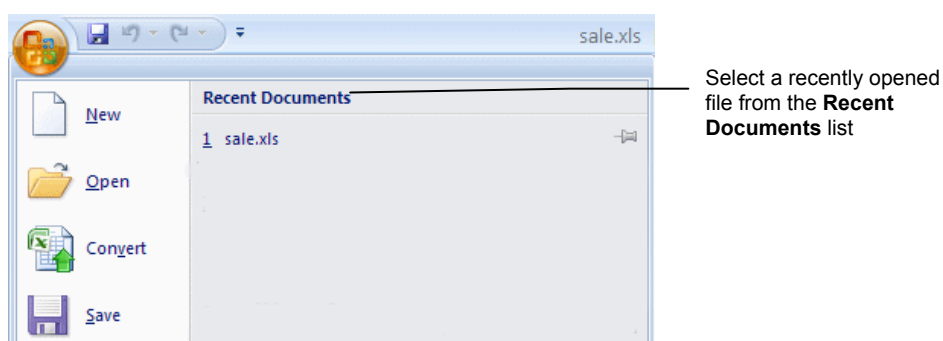 sale.xls
Recent Documents
1 sale.xls
New
Open
Convert
Save
Select a recently opened
file from the Recent
Documents list